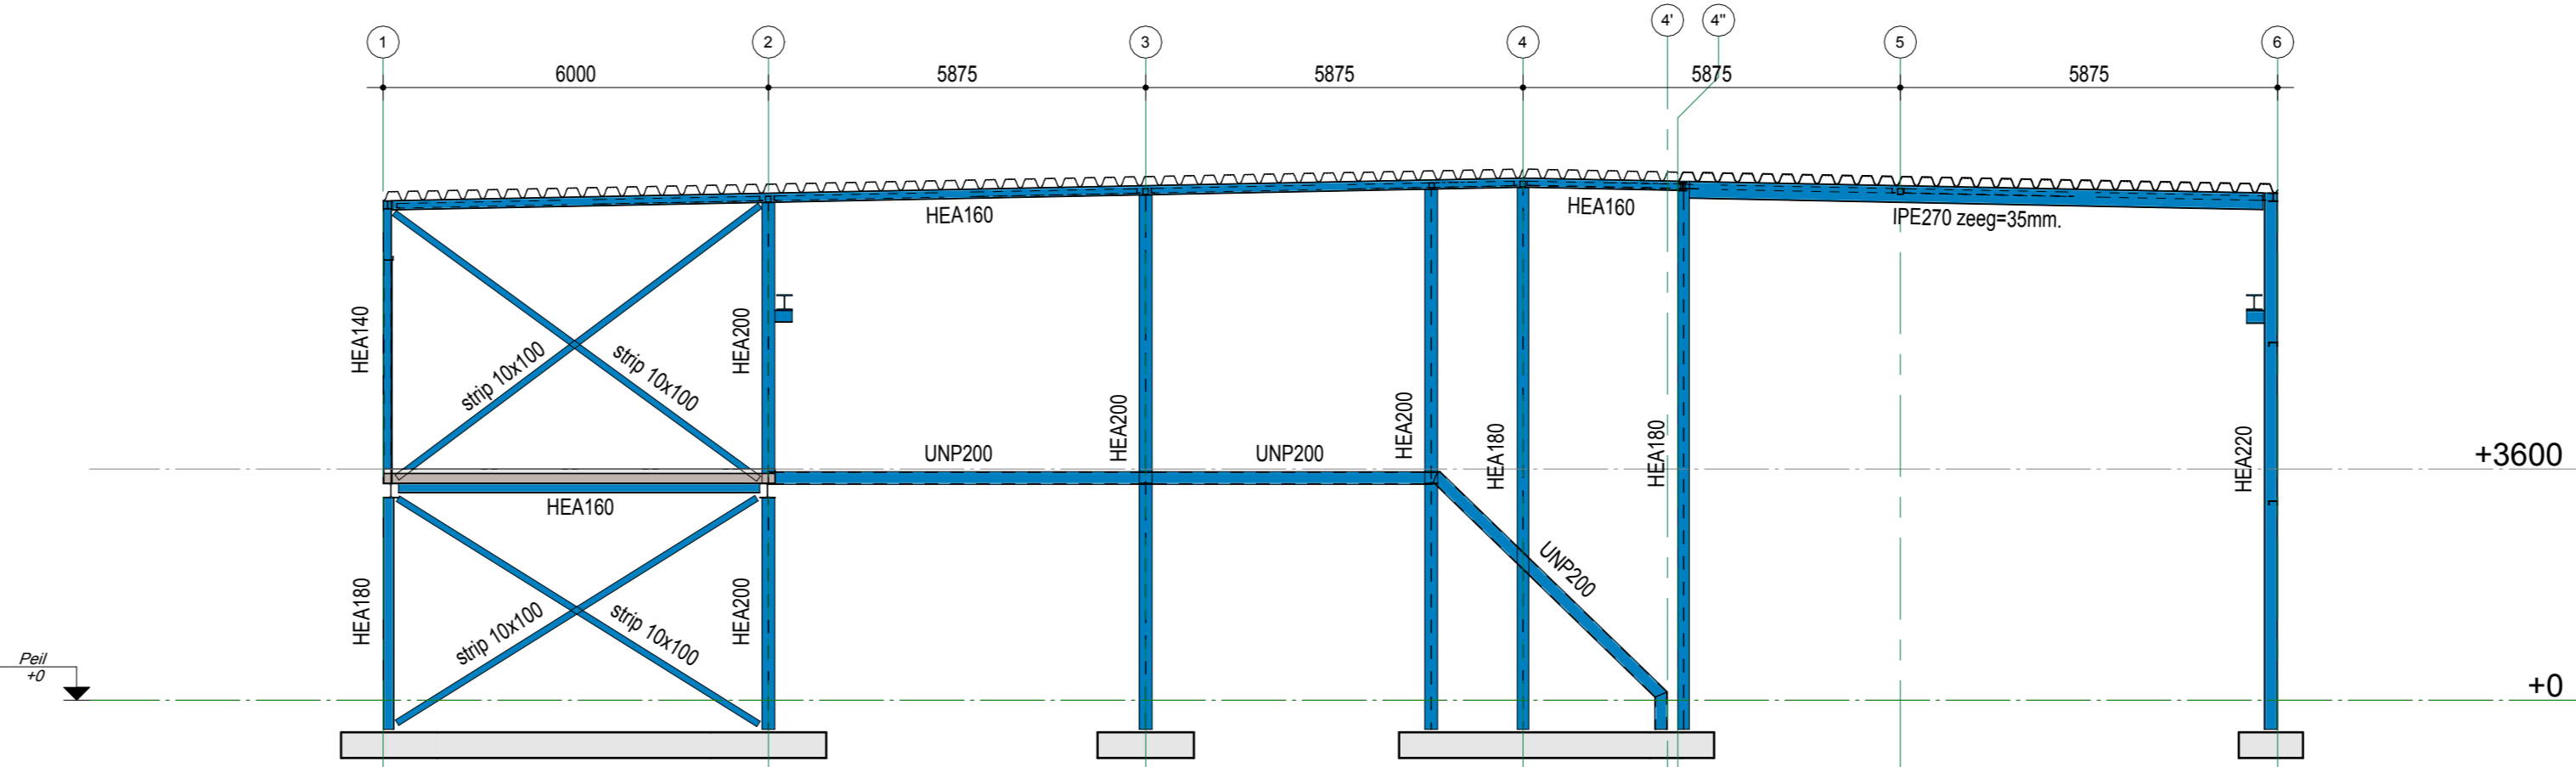 1
2
3
4
4'
4"
5
6
6000
5875
5875
5875
5875
HEA160
HEA160
IPE270 zeeg=35mm.
HEA140
strip 10x100
strip 10x100
HEA200
HEA200
HEA200
HEA180
HEA180
HEA220
UNP200
UNP200
+3600
HEA160
UNP200
HEA180
strip 10x100
strip 10x100
HEA200
Peil
+0
+0